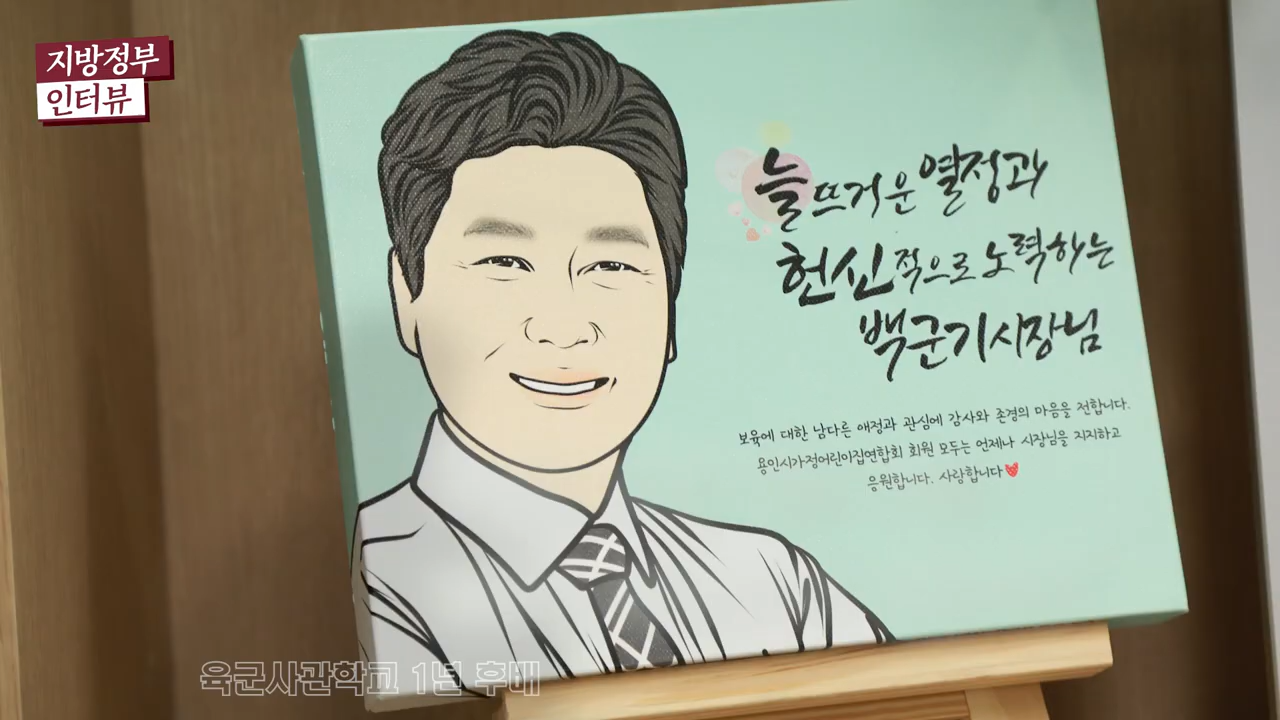 지방정부
인터뷰
늘 뜨거운 열정과
헌신적으로 노력하는
백군기시장님
보육에 대한 남다른 애정과 관심에 감사와 존경의 마음을 전합니다.
용인시가정어린이집연합회 회원 모두는 언제나 시장님을 지지하고
응원합니다. 사랑합니다
육군사관학교 1년 후배